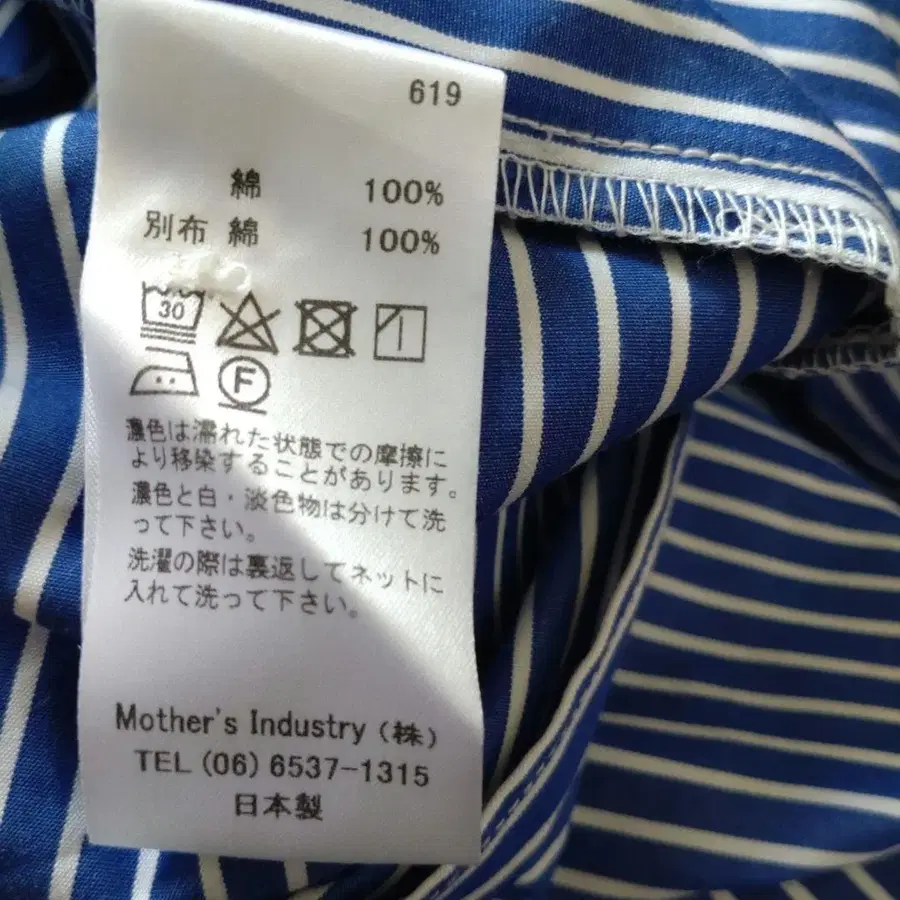 619
綿 100%
別布 綿 100%
30
F
濃色は濡れた状態での摩擦に
より移染することがあります。
濃色と白・淡色物は分けて洗
って下さい。
洗濯の際は裏返してネットに
入れて洗って下さい。
Mother's Industry (株)
TEL (06) 6537-1315
日本製